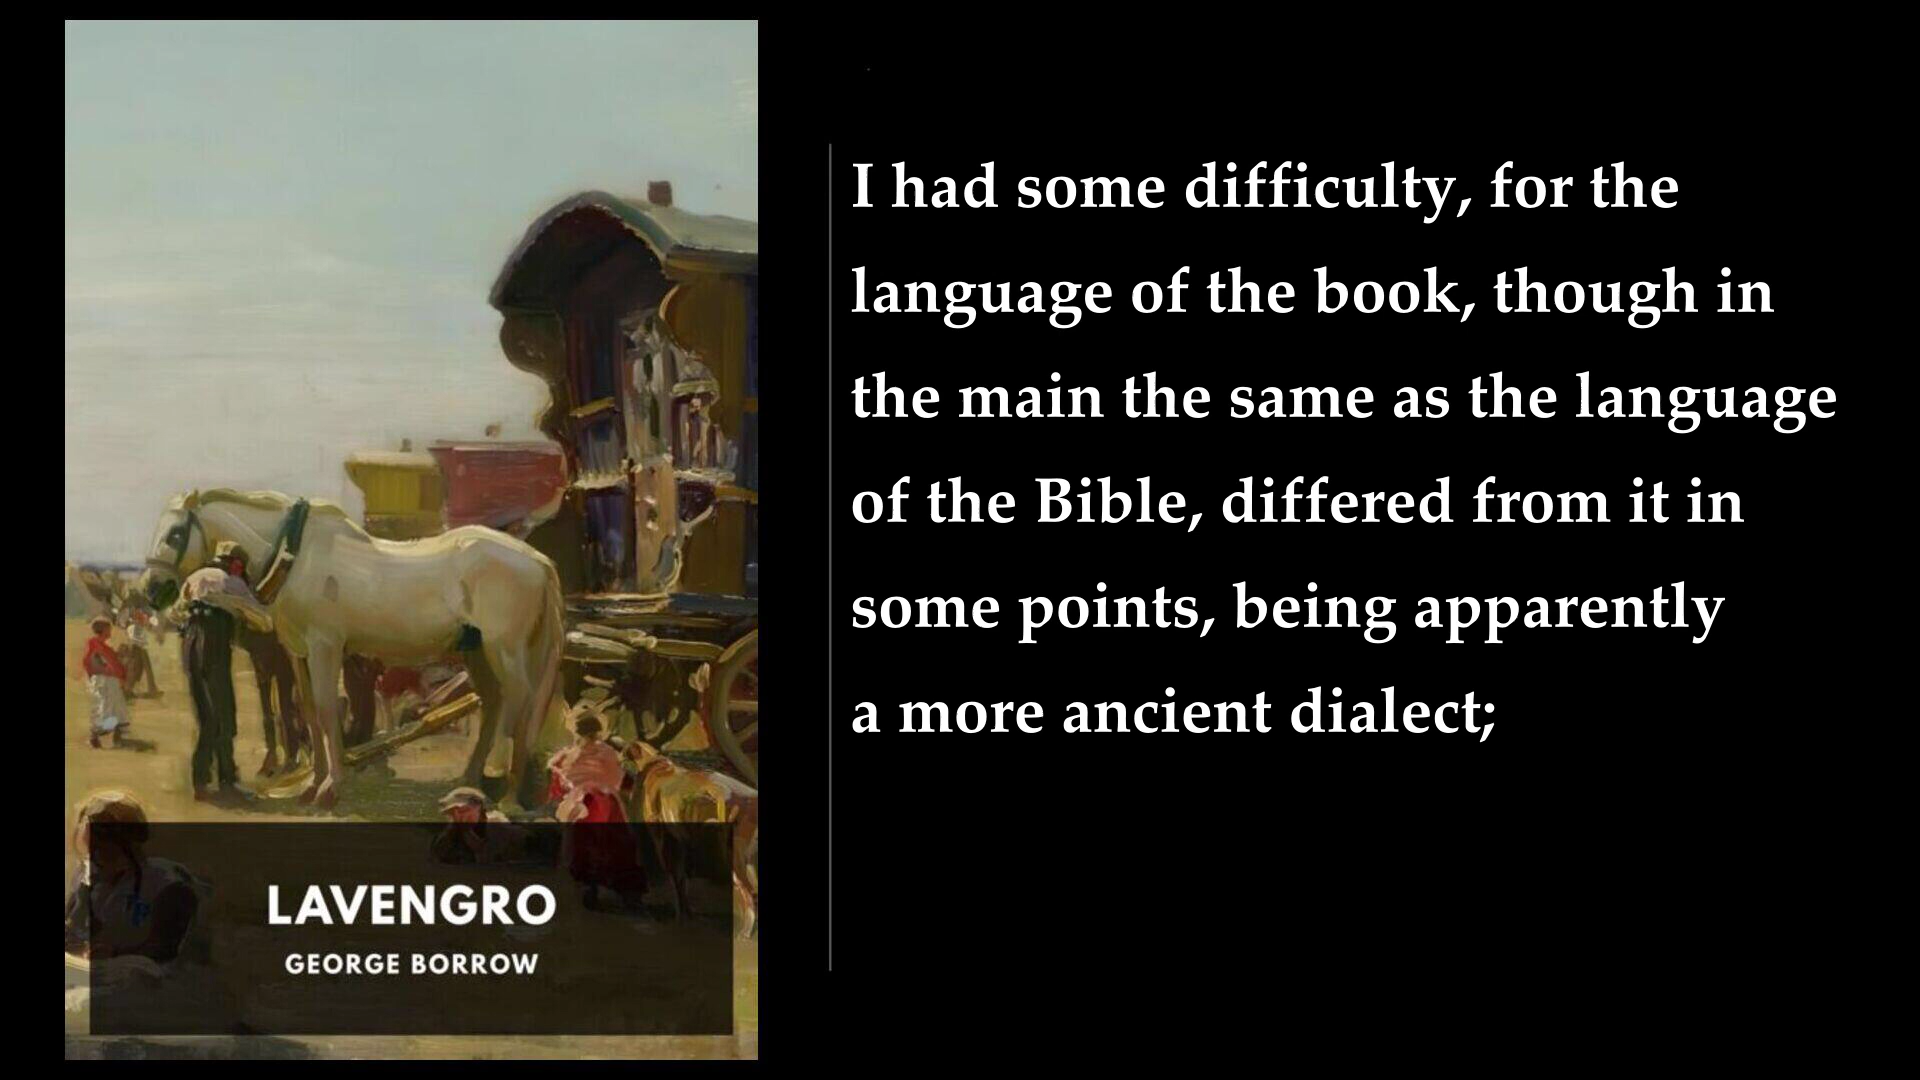 I had some difficulty, for the
language of the book, though in
the main the same as the language
of the Bible, differed from it in
some points, being apparently
a more ancient dialect;
LAVENGRO
GEORGE BORROW